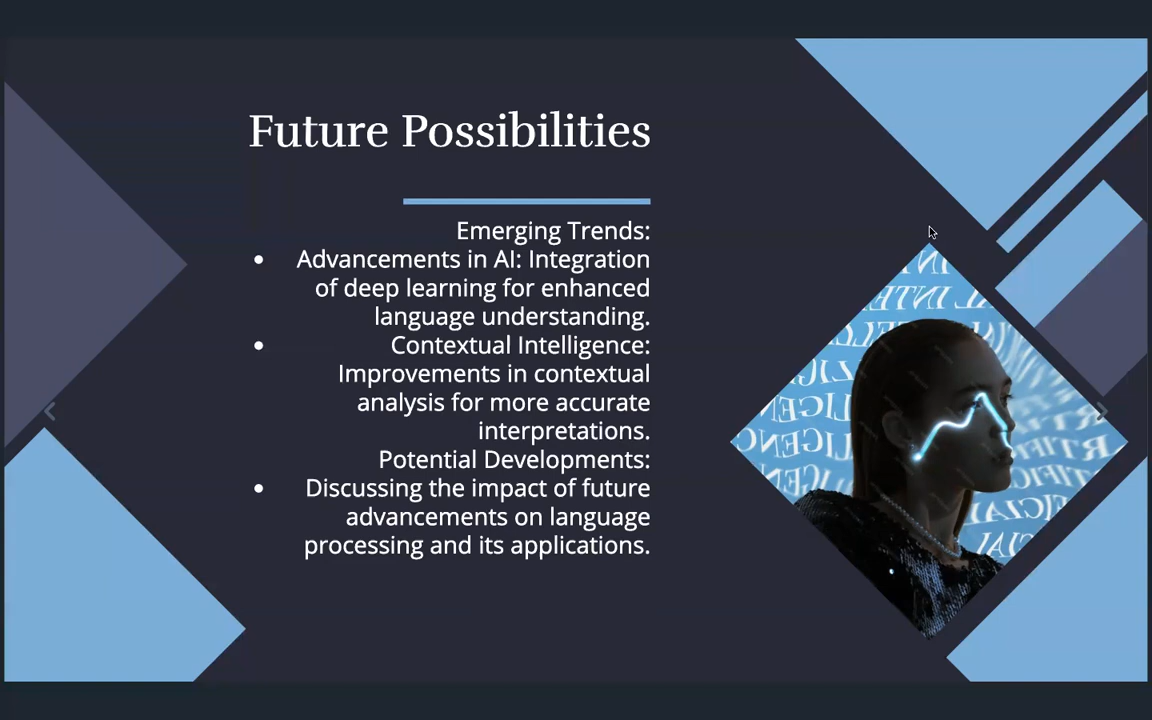 Future Possibilities
Emerging Trends:
• Advancements in AI: Integration
of deep learning for enhanced
language understanding.
• Contextual Intelligence:
Improvements in contextual
analysis for more accurate
interpretations.
Potential Developments:
• Discussing the impact of future
advancements on language
processing and its applications.